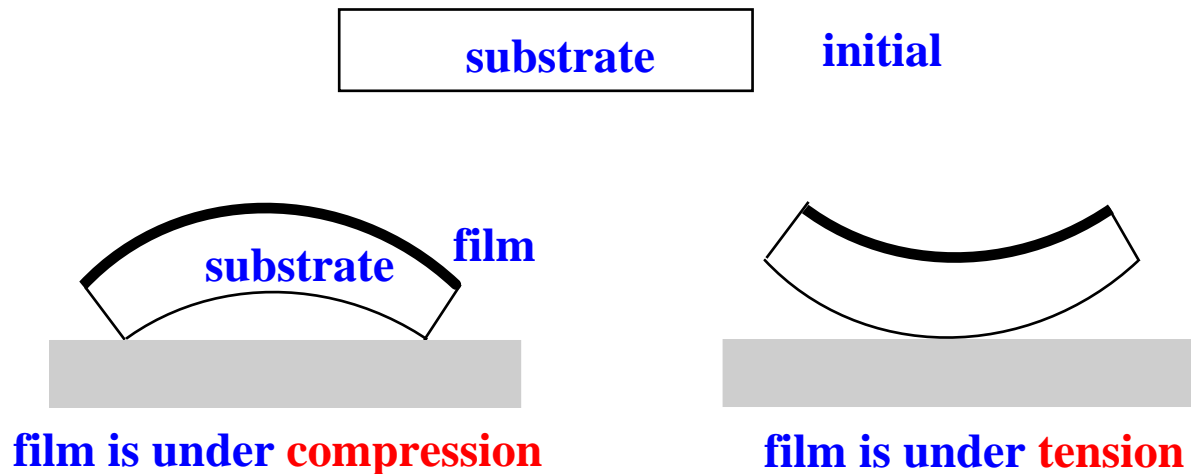 substrate
initial
film
substrate
film is under compression
film is under tension